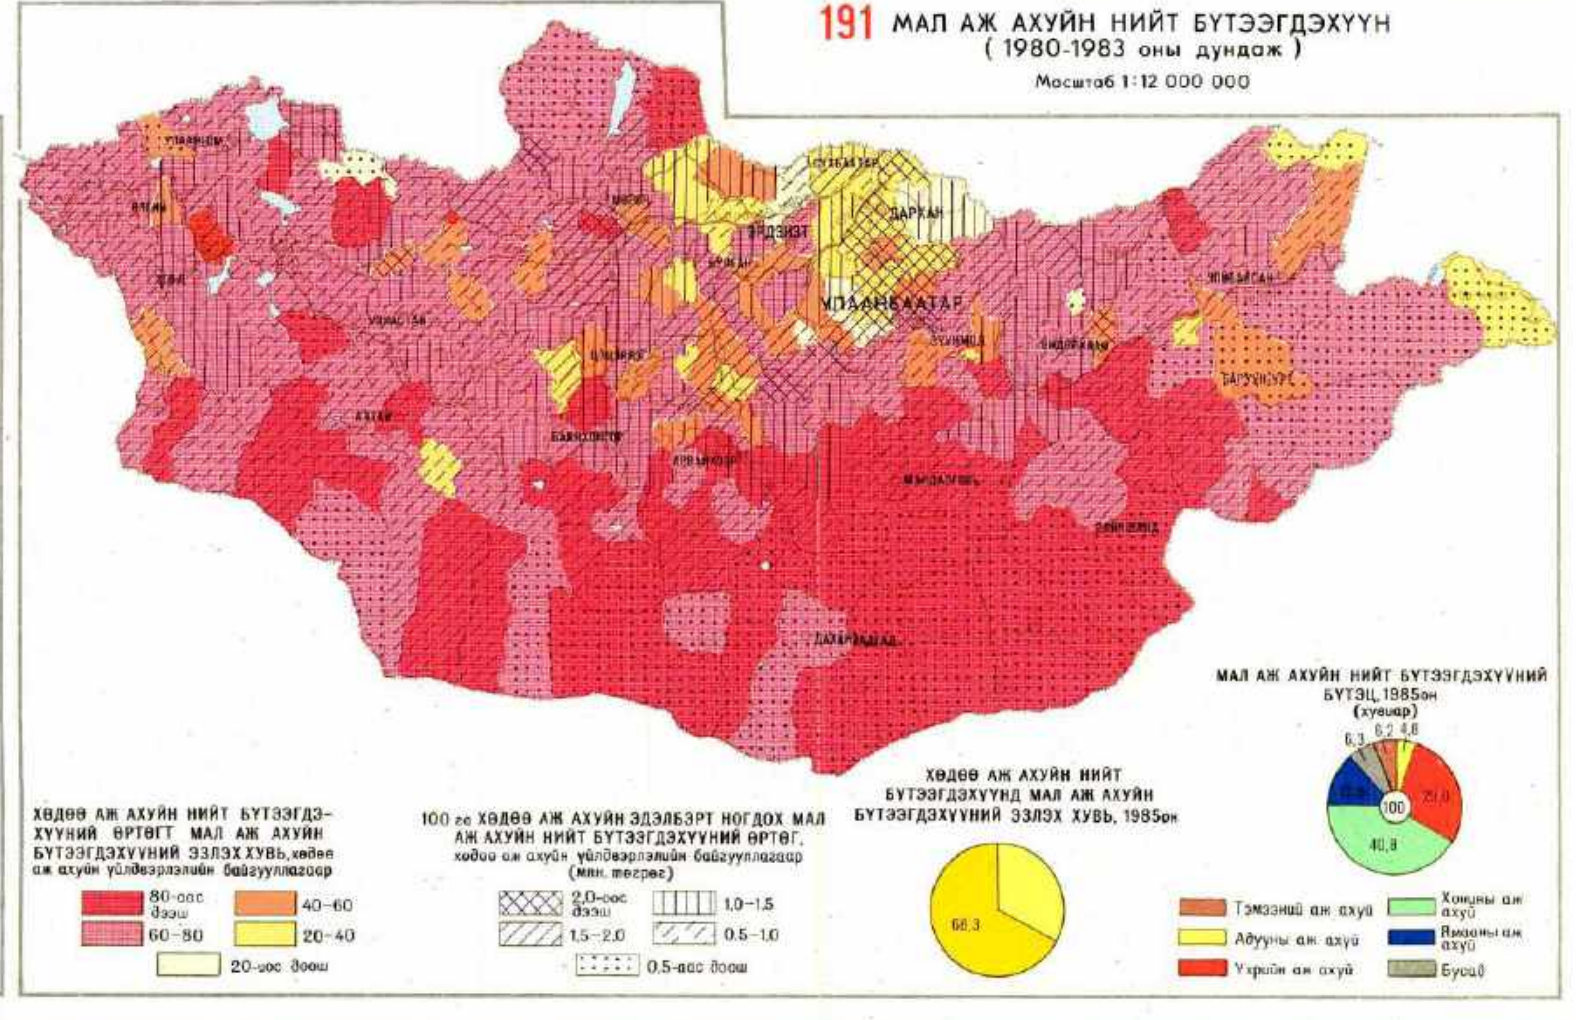 191 МАЛ АЖ АХУЙН НИЙТ БҮТЭЭГДЭХҮҮН
( 1980-1983 оны дундаж )
Масштаб 1:12 000 000
УЛААНГОМ
СҮХБААТАР
ДАРХАН
ЭРДЭНЭТ
БУЛГАН
ЧОЙБАЛСАН
УЛААНБААТАР
УЛИАСТАЙ
ЗУУНМОД
ӨНДӨРХААН
ЦЭЦЭРЛЭГ
БАРУУН-УРТ
АЛТАЙ
БАЯНХОНГОР
АРВАЙХЭЭР
МАНДАЛГОВЬ
САЙНШАНД
ДАЛАНЗАДГАД
МАЛ АЖ АХУЙН НИЙТ БҮТЭЭГДЭХҮҮНИЙ
БҮТЭЦ, 1985он
(хувиар)
6,3 6,2 4,8
100
40,8
Тэмээний аж ахуй
Адууны аж ахуй
Үхрийн аж ахуй
Хонины аж
ахуй
Ямааны аж
ахуй
Бусад
ХӨДӨӨ АЖ АХУЙН НИЙТ
БҮТЭЭГДЭХҮҮНД МАЛ АЖ АХУЙН
БҮТЭЭГДЭХҮҮНИЙ ЭЗЛЭХ ХУВЬ, 1985он
66,3
ХӨДӨӨ АЖ АХУЙН НИЙТ БҮТЭЭГДЭ-
ХҮҮНИЙ ӨРТӨГТ МАЛ АЖ АХУЙН
БҮТЭЭГДЭХҮҮНИЙ ЭЗЛЭХ ХУВЬ, хөдөө
аж ахуйн үйлдвэрлэлийн байгууллагаар
80-аас
дээш
60-80
40-60
20-40
20-иос доош
100 га ХӨДӨӨ АЖ АХУЙН ЭДЭЛБЭРТ НОГДОХ МАЛ
АЖ АХУЙН НИЙТ БҮТЭЭГДЭХҮҮНИЙ ӨРТӨГ,
хөдөө аж ахуйн үйлдвэрлэлийн байгууллагаар
(мян. төгрөг)
2,0-оос
дээш
1,5-2,0
1,0-1,5
0,5-1,0
0,5-аас доош